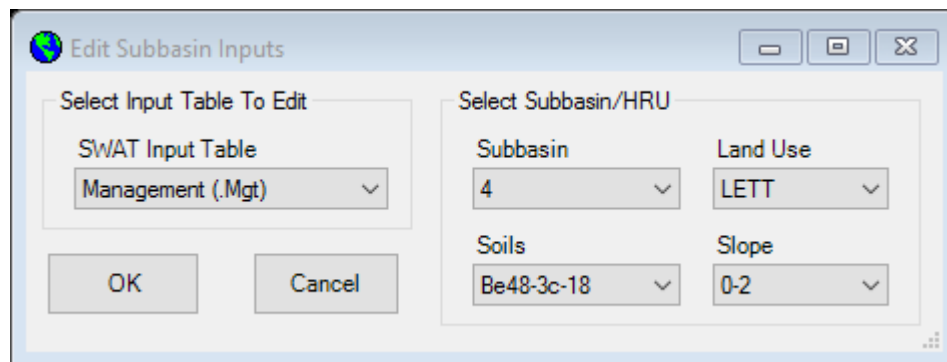 Edit Subbasin Inputs
Select Input Table To Edit
SWAT Input Table
Management (.Mgt)
OK
Cancel
Select Subbasin/HRU
Subbasin
Land Use
4
LETT
Soils
Slope
Be48-3c-18
0-2